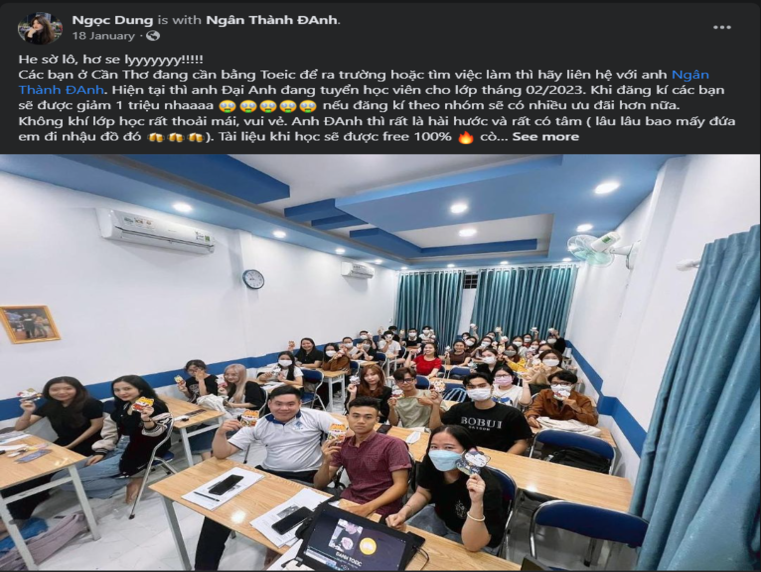 Ngọc Dung is with Ngân Thành ĐAnh.
18 January ·
He sờ lô, hơ se lyyyyyyy!!!!!
Các bạn ở Cần Thơ đang cần bằng Toeic để ra trường hoặc tìm việc làm thì hãy liên hệ với anh Ngân
Thành ĐAnh. Hiện tại thì anh Đại Anh đang tuyển học viên cho lớp tháng 02/2023. Khi đăng kí các bạn
sẽ được giảm 1 triệu nhaaaa 😭😭😭😭😭 nếu đăng kí theo nhóm sẽ có nhiều ưu đãi hơn nữa.
Không khí lớp học rất thoải mái, vui vẻ. Anh ĐAnh thì rất là hài hước và rất có tâm ( lâu lâu bao mấy đứa
em đi nhậu đồ đó 🍻🍻🍻). Tài liệu khi học sẽ được free 100% 🔥 cò... See more
BOBUI
ĐANH TOEIC